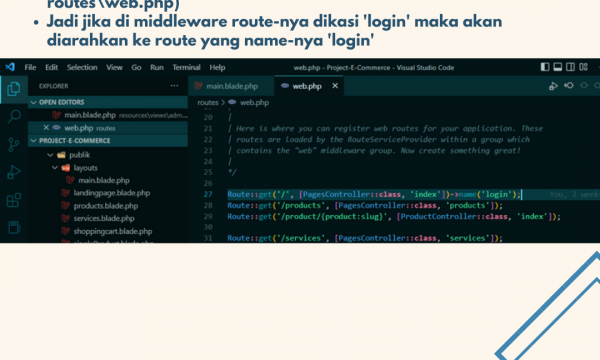 routes\web.php)
• Jadi jika di middleware route-nya dikasi 'login' maka akan
diarahkan ke route yang name-nya 'login'
File Edit Selection View Go Run Terminal Help
web.php - Project-E-Commerce - Visual Studio Code
EXPLORER
OPEN EDITORS
main.blade.php resources\views\adm...
web.php routes
PROJECT-E-COMMERCE
publik
layouts
main.blade.php
landingpage.blade.php
products.blade.php
services.blade.php
shoppingcart.blade.php
main.blade.php
web.php
routes > web.php
20 |
21 | Here is where you can register web routes for your application. These
22 | routes are loaded by the RouteServiceProvider within a group which
23 | contains the "web" middleware group. Now create something great!
24 |
25 */
26
27 Route::get('/', [PagesController::class, 'index'])->name('login'); You, 2 week
28 Route::get('/products', [PagesController::class, 'products']);
29 Route::get('/product/{product:slug}', [ProductController::class, 'index']);
30
31 Route::get('/services', [PagesController::class, 'services']);